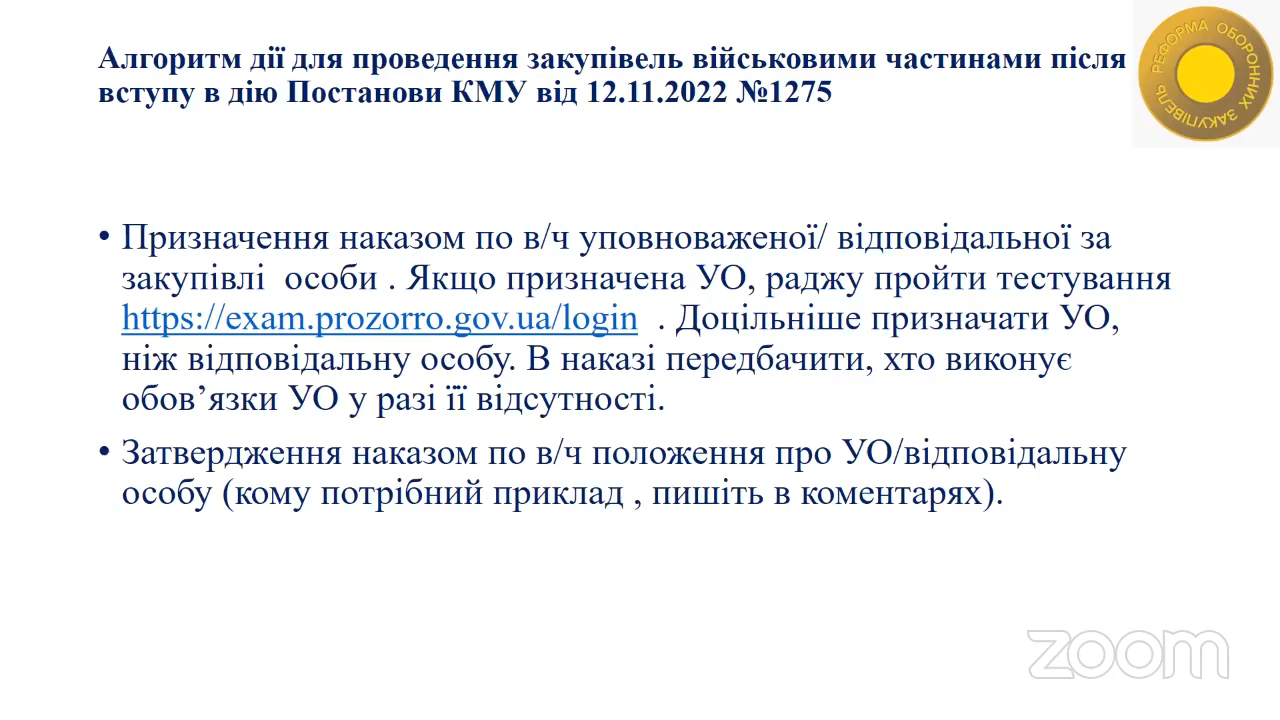 Алгоритм дії для проведення закупівель військовими частинами після
вступу в дію Постанови КМУ від 12.11.2022 №1275
РЕФОРМА ОБОРОННИХ ЗАКУПІВЕЛЬ
• Призначення наказом по в/ч уповноваженої/ відповідальної за
закупівлі  особи . Якщо призначена УО, раджу пройти тестування
https://exam.prozorro.gov.ua/login  . Доцільніше призначати УО,
ніж відповідальну особу. В наказі передбачити, хто виконує
обов’язки УО у разі її відсутності.
• Затвердження наказом по в/ч положення про УО/відповідальну
особу (кому потрібний приклад , пишіть в коментарях).
zoom